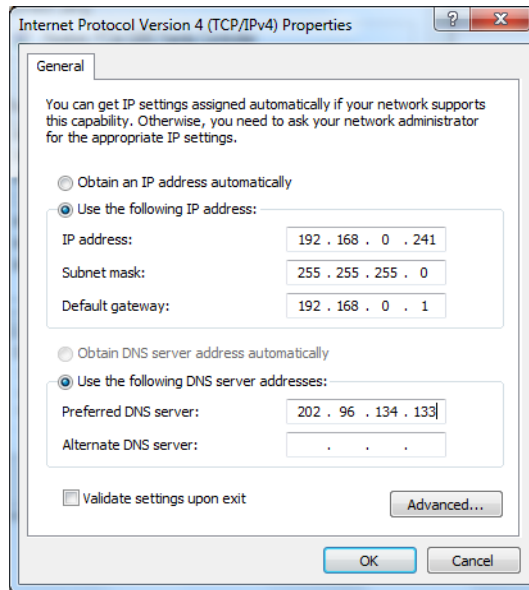 Internet Protocol Version 4 (TCP/IPv4) Properties
General
You can get IP settings assigned automatically if your network supports
this capability. Otherwise, you need to ask your network administrator
for the appropriate IP settings.
Obtain an IP address automatically
Use the following IP address:
IP address: 192 . 168 . 0 . 241
Subnet mask: 255 . 255 . 255 . 0
Default gateway: 192 . 168 . 0 . 1
Obtain DNS server address automatically
Use the following DNS server addresses:
Preferred DNS server: 202 . 96 . 134 . 133
Alternate DNS server: . . .
Validate settings upon exit
Advanced...
OK Cancel